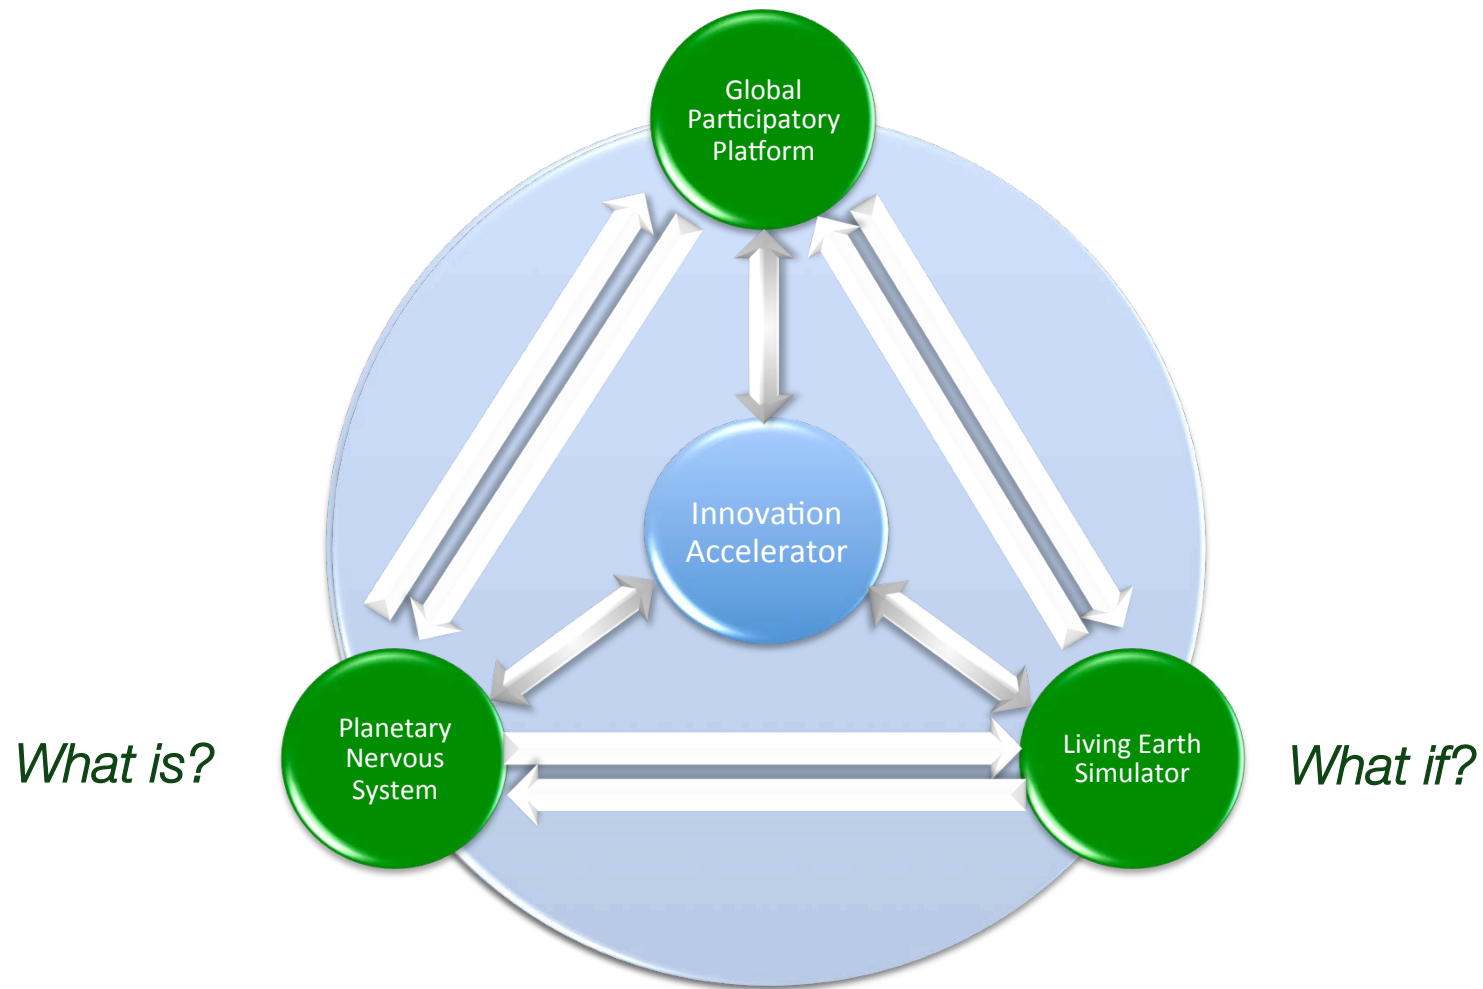 Global
Participatory
Platform
Innovation
Accelerator
What is?
Planetary
Nervous
System
Living Earth
Simulator
What if?